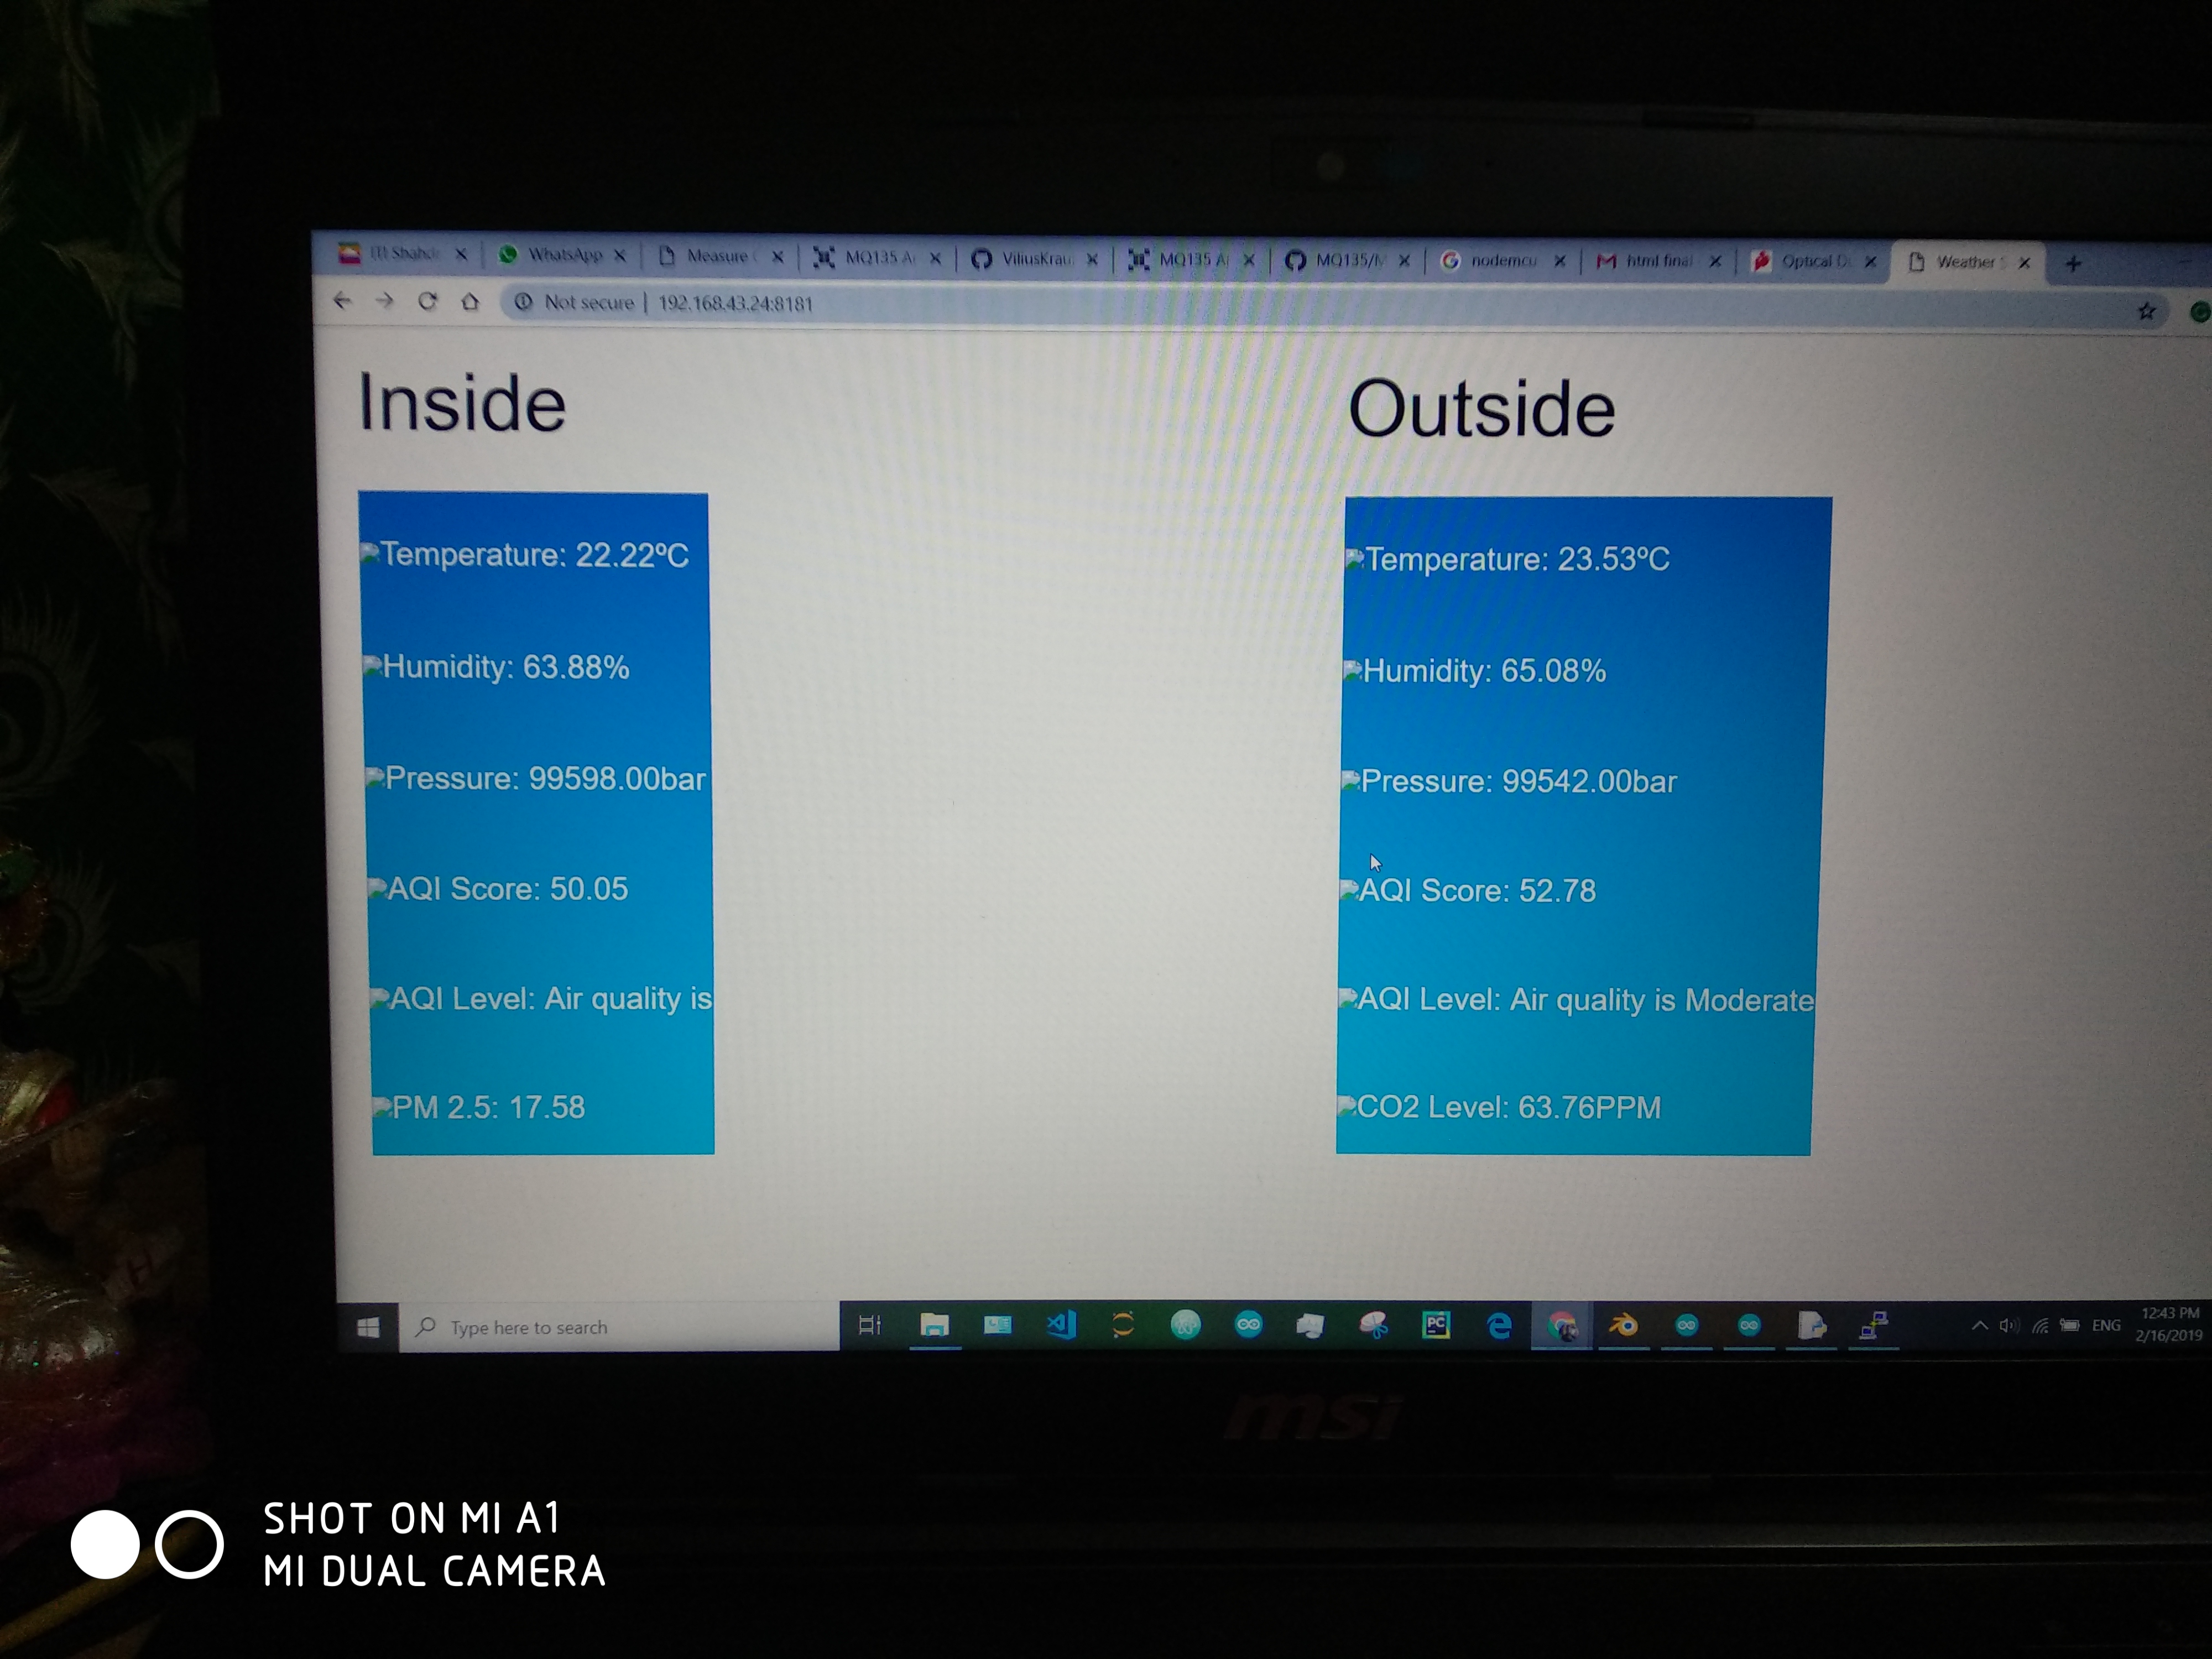 WhatsApp
Measure
MQ135 A
ViliusKrau
MQ135 A
MQ135/M
nodemcu
html final
Optical D
Weather S
Not secure | 192.168.43.24:8181
Inside
Temperature: 22.22ºC
Humidity: 63.88%
Pressure: 99598.00bar
AQI Score: 50.05
AQI Level: Air quality is
PM 2.5: 17.58
Outside
Temperature: 23.53ºC
Humidity: 65.08%
Pressure: 99542.00bar
AQI Score: 52.78
AQI Level: Air quality is Moderate
CO2 Level: 63.76PPM
Type here to search
PC
ENG
12:43 PM
2/16/2019
msi
SHOT ON MI A1
MI DUAL CAMERA